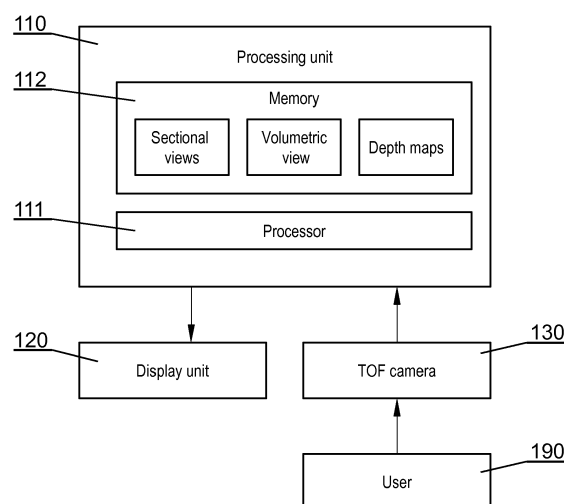 110
Processing unit
112
Memory
Sectional
views
Volumetric
view
Depth maps
111
Processor
120
Display unit
130
TOF camera
190
User